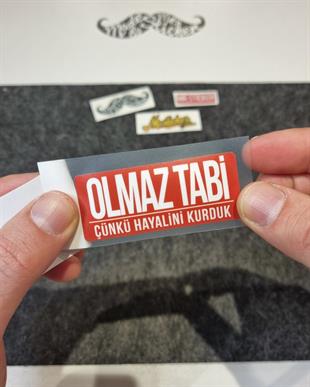 OLMAZ TABİ
ÇÜNKÜ HAYALİNİ KURDUK